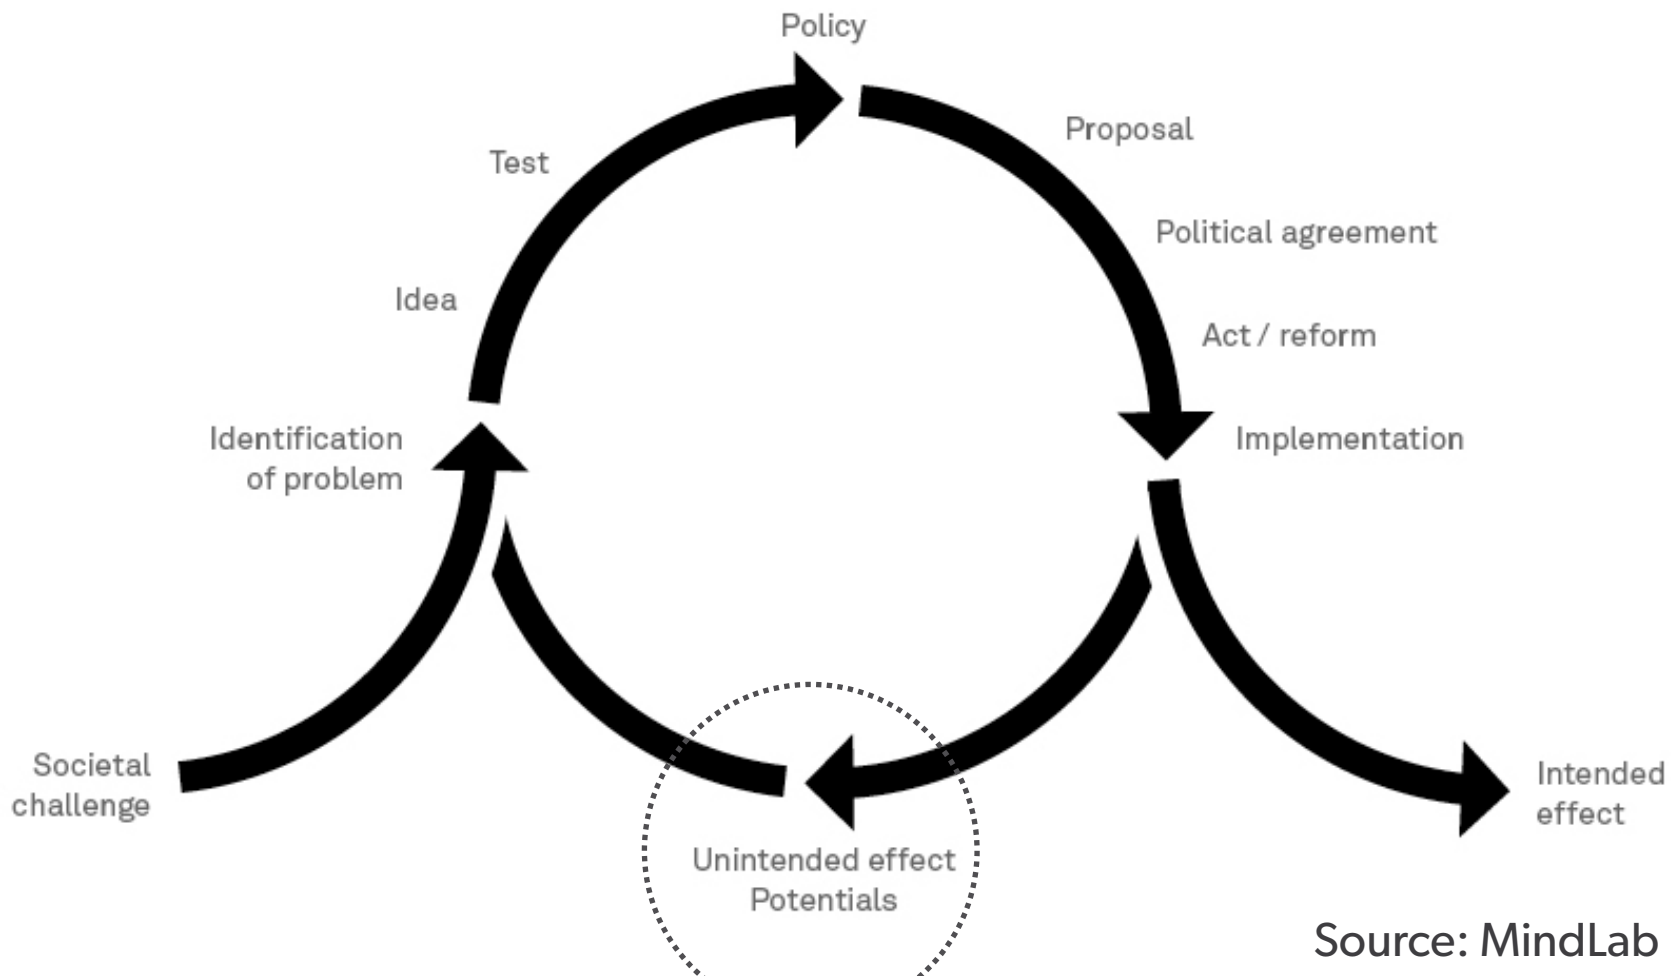 Policy
Proposal
Test
Political agreement
Idea
Act / reform
Identification
of problem
Implementation
Societal
challenge
Intended
effect
Unintended effect
Potentials
Source: MindLab